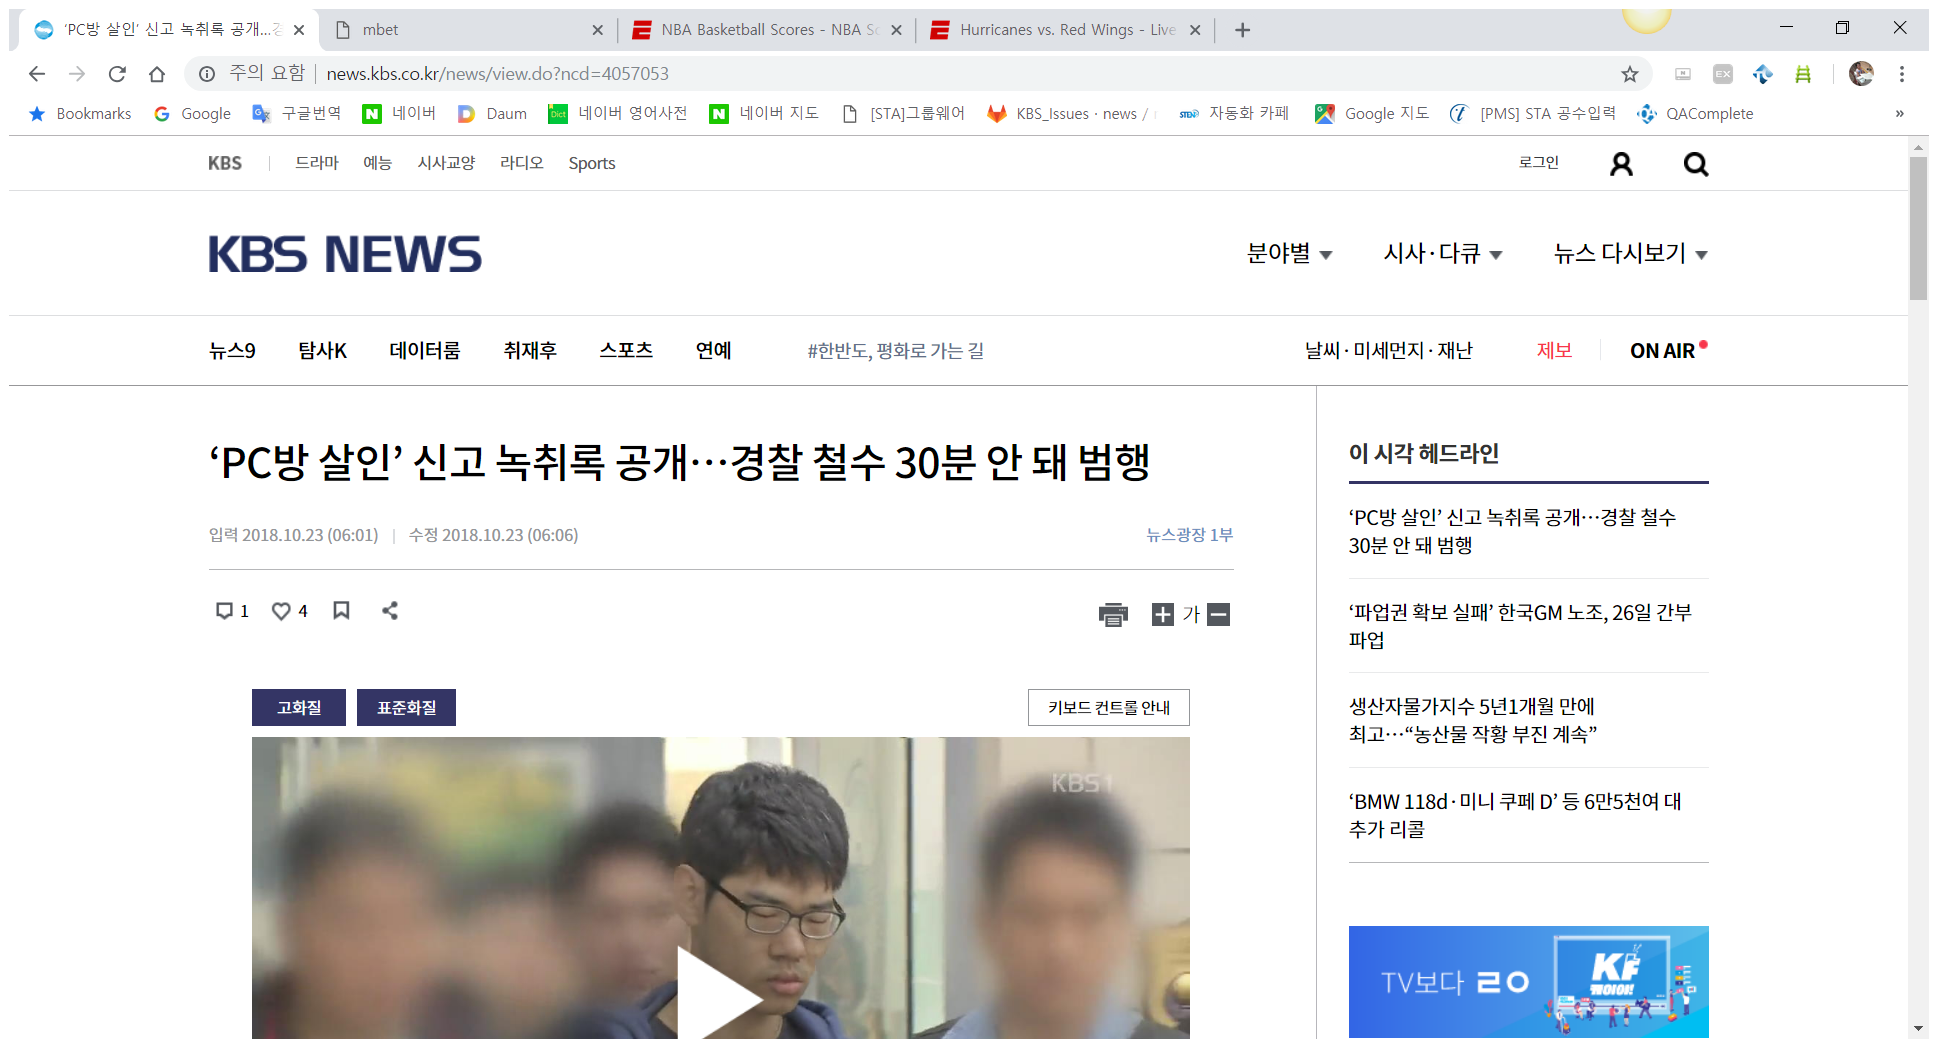 ‘PC방 살인’ 신고 녹취록 공개...경
mbet
NBA Basketball Scores - NBA Sc
Hurricanes vs. Red Wings - Live
주의 요함
news.kbs.co.kr/news/view.do?ncd=4057053
EX
Bookmarks
Google
구글번역
N 네이버
Daum
Dict 네이버 영어사전
N 네이버 지도
[STA]그룹웨어
KBS_Issues · news /
STEN 자동화 카페
Google 지도
[PMS] STA 공수입력
QAComplete
»
KBS
드라마
예능
시사교양
라디오
Sports
로그인
KBS NEWS
분야별
시사·다큐
뉴스 다시보기
뉴스9
탐사K
데이터룸
취재후
스포츠
연예
#한반도, 평화로 가는 길
날씨·미세먼지·재난
제보
ON AIR
‘PC방 살인’ 신고 녹취록 공개…경찰 철수 30분 안 돼 범행
입력 2018.10.23 (06:01) | 수정 2018.10.23 (06:06)
뉴스광장 1부
1
4
가
고화질
표준화질
키보드 컨트롤 안내
KBS 1
이 시각 헤드라인
‘PC방 살인’ 신고 녹취록 공개…경찰 철수
30분 안 돼 범행
‘파업권 확보 실패’ 한국GM 노조, 26일 간부
파업
생산자물가지수 5년1개월 만에
최고…“농산물 작황 부진 계속”
‘BMW 118d·미니 쿠페 D’ 등 6만5천여 대
추가 리콜
TV보다 ㄹㅇ
KF
케이야!